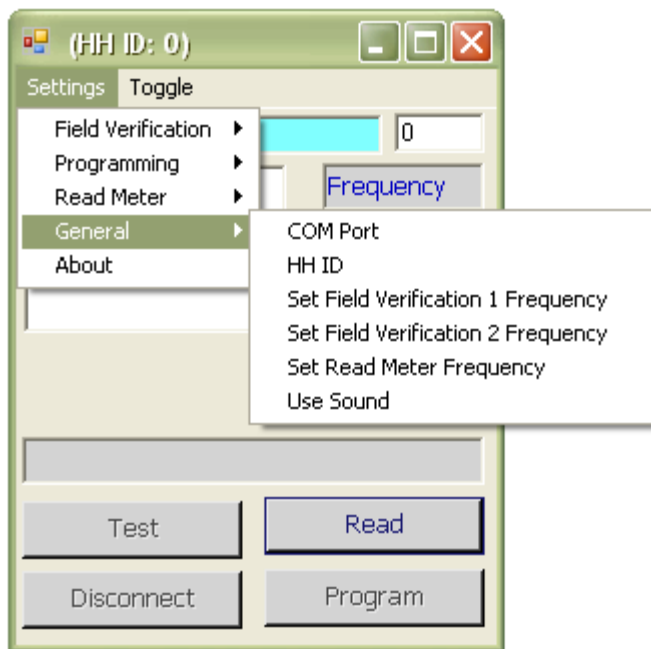 (HH ID: 0)
Settings Toggle
Field Verification
0
Programming
Read Meter
Frequency
General
COM Port
About
HH ID
Set Field Verification 1 Frequency
Set Field Verification 2 Frequency
Set Read Meter Frequency
Use Sound
Test
Read
Disconnect
Program